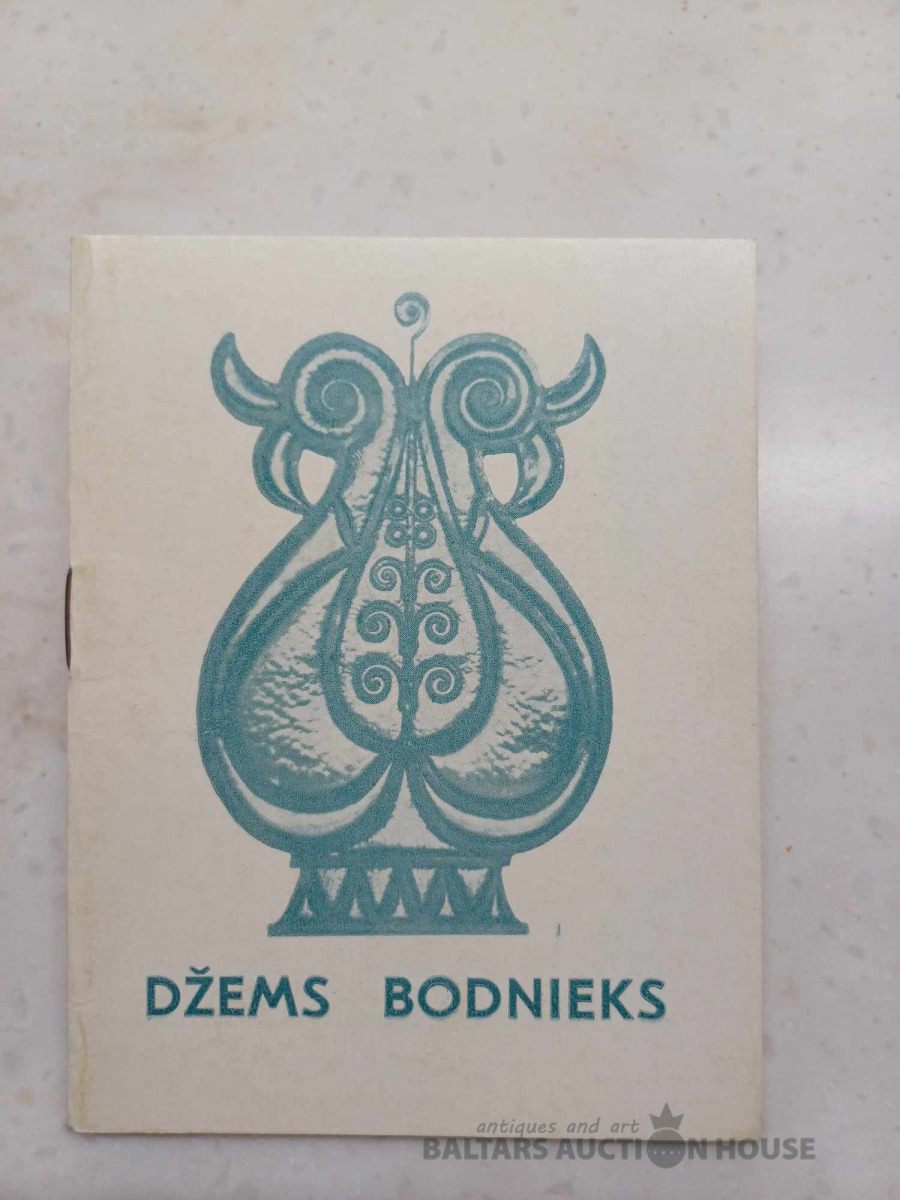 DŽEMS BODNIEKS
antiques and art
BALTARS AUCTION HOUSE